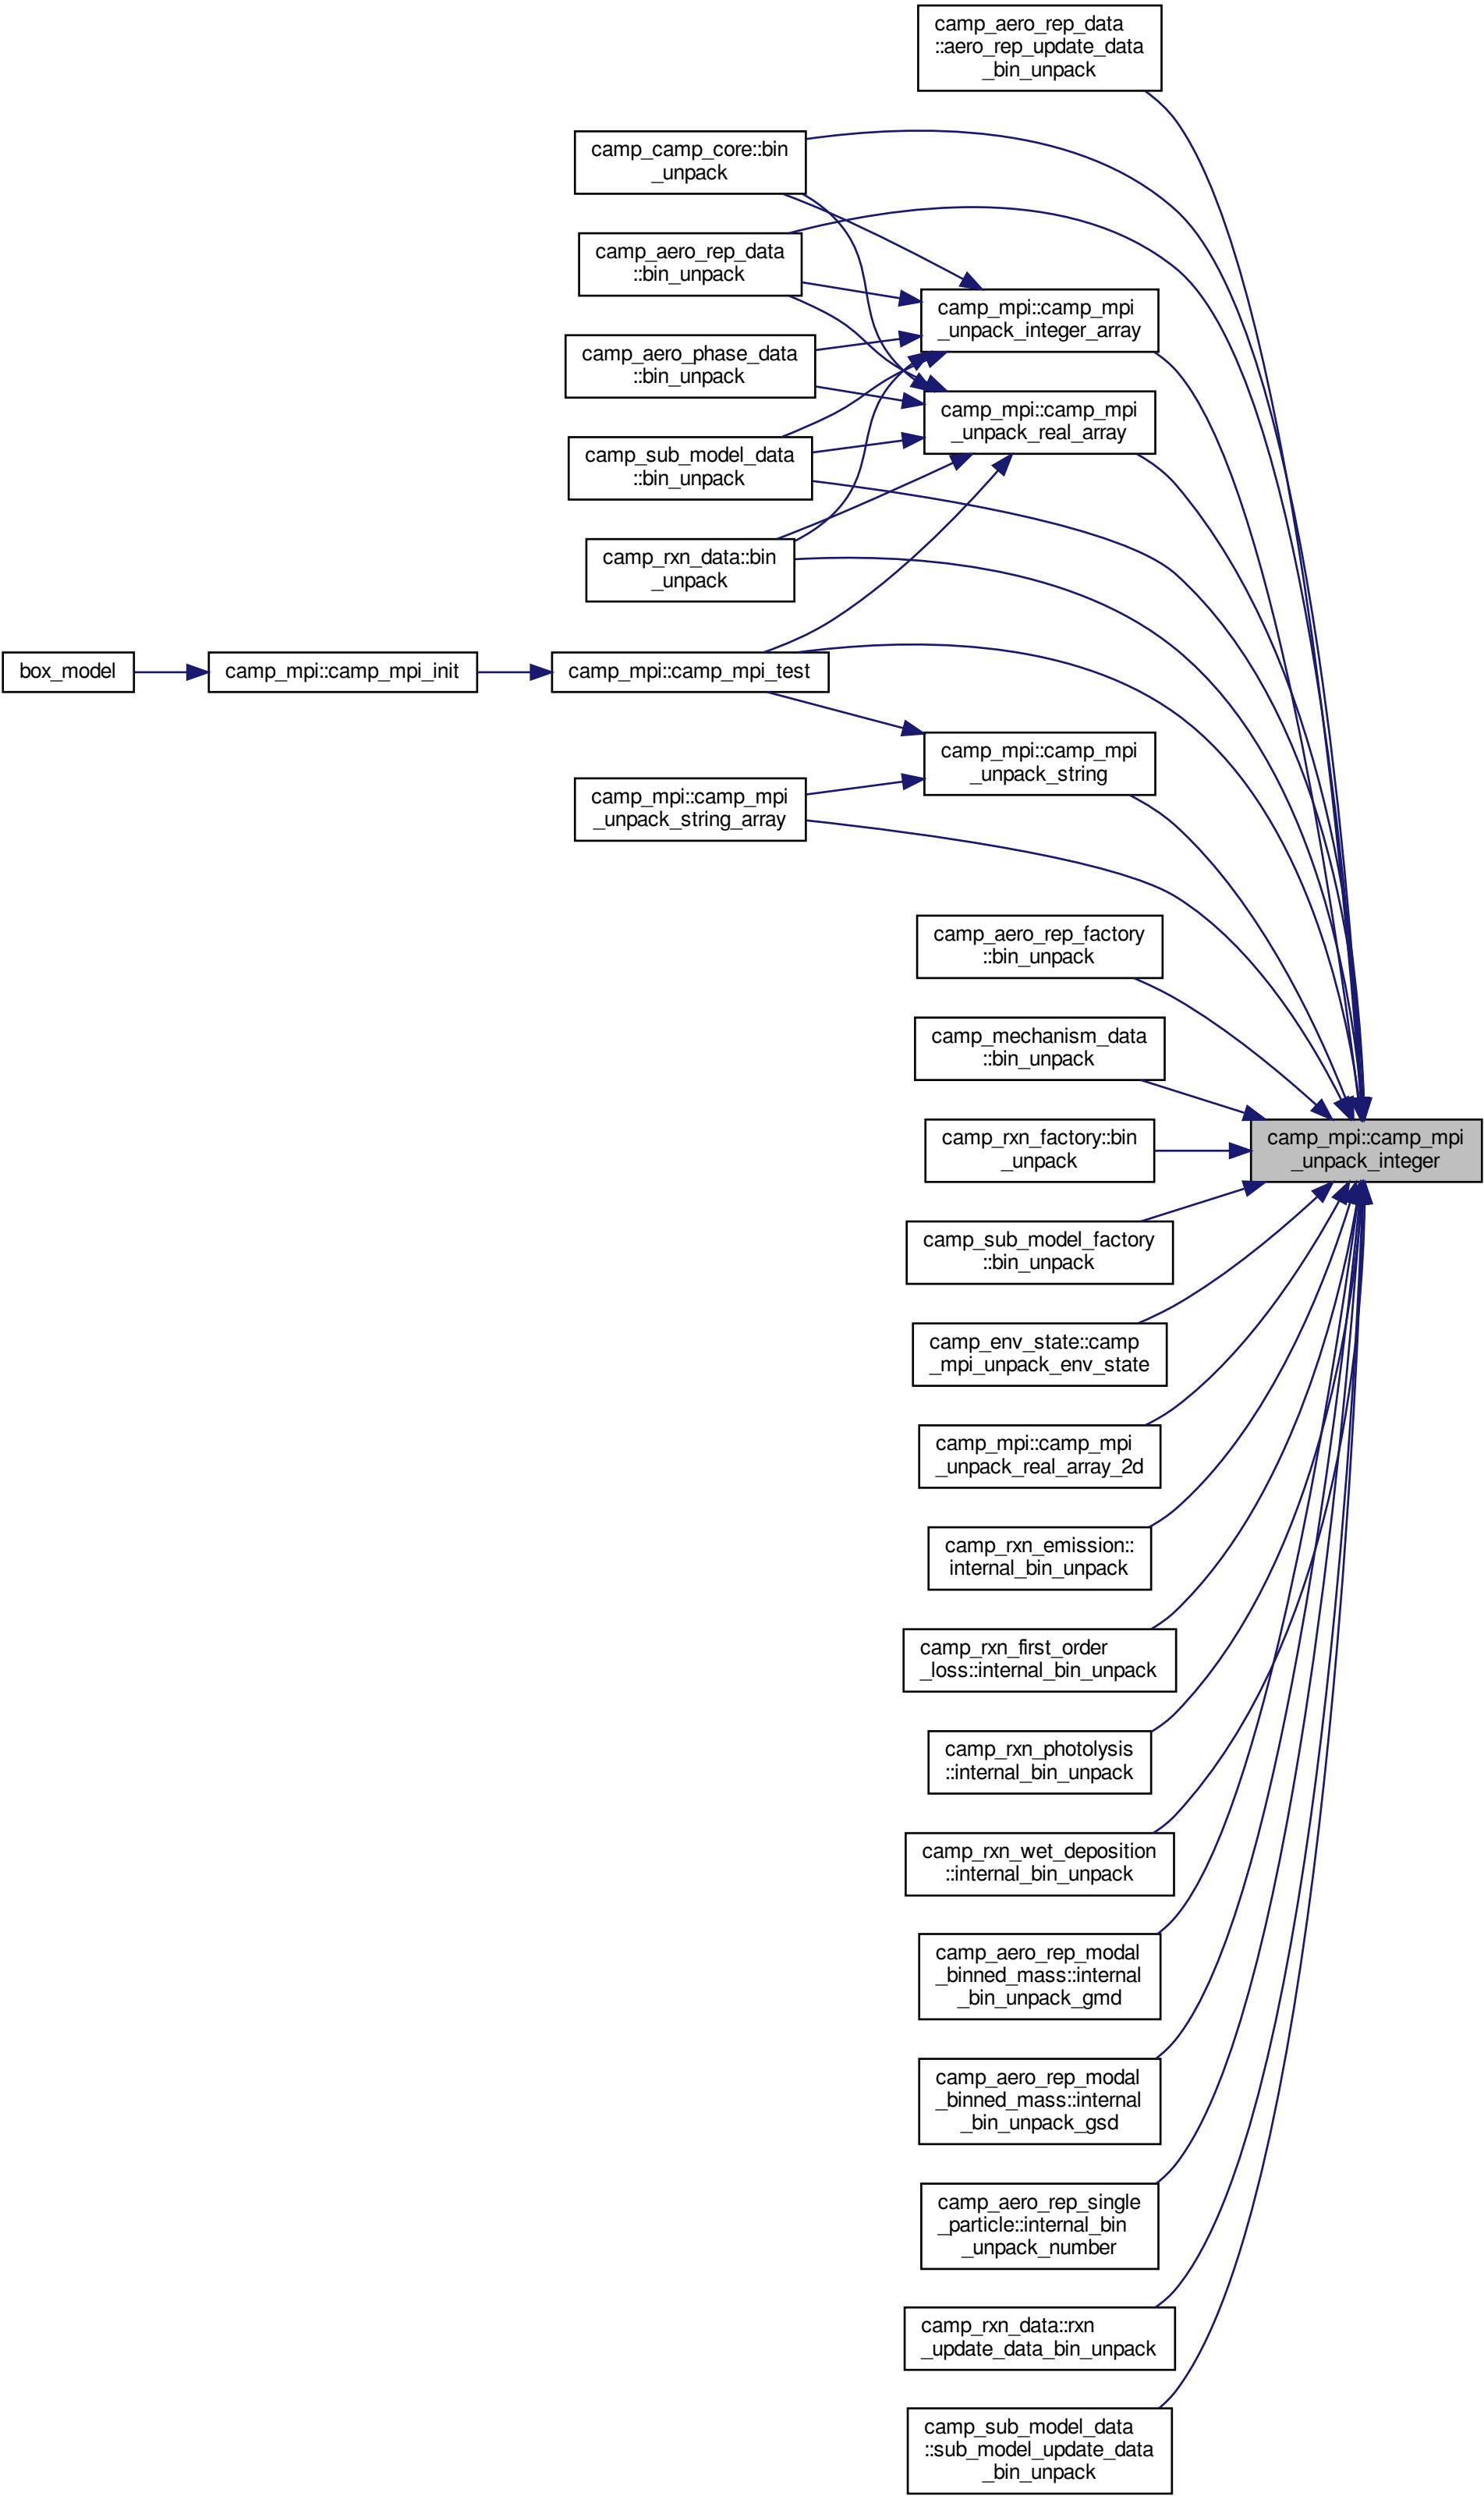 camp_aero_rep_data
::aero_rep_update_data
_bin_unpack
camp_camp_core::bin
_unpack
camp_aero_rep_data
::bin_unpack
camp_mpi::camp_mpi
_unpack_integer_array
camp_aero_phase_data
::bin_unpack
camp_mpi::camp_mpi
_unpack_real_array
camp_sub_model_data
::bin_unpack
camp_rxn_data::bin
_unpack
box_model
camp_mpi::camp_mpi_init
camp_mpi::camp_mpi_test
camp_mpi::camp_mpi
_unpack_string
camp_mpi::camp_mpi
_unpack_string_array
camp_aero_rep_factory
::bin_unpack
camp_mechanism_data
::bin_unpack
camp_rxn_factory::bin
_unpack
camp_mpi::camp_mpi
_unpack_integer
camp_sub_model_factory
::bin_unpack
camp_env_state::camp
_mpi_unpack_env_state
camp_mpi::camp_mpi
_unpack_real_array_2d
camp_rxn_emission::
internal_bin_unpack
camp_rxn_first_order
_loss::internal_bin_unpack
camp_rxn_photolysis
::internal_bin_unpack
camp_rxn_wet_deposition
::internal_bin_unpack
camp_aero_rep_modal
_binned_mass::internal
_bin_unpack_gmd
camp_aero_rep_modal
_binned_mass::internal
_bin_unpack_gsd
camp_aero_rep_single
_particle::internal_bin
_unpack_number
camp_rxn_data::rxn
_update_data_bin_unpack
camp_sub_model_data
::sub_model_update_data
_bin_unpack